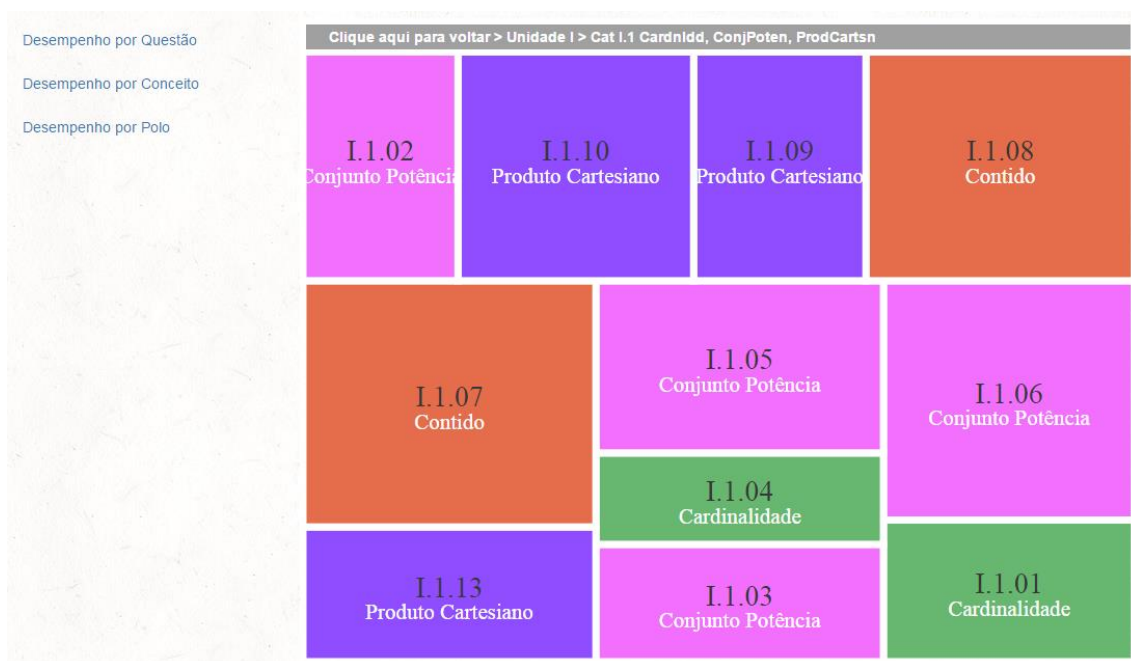 Desempenho por Questão
Desempenho por Conceito
Desempenho por Polo
Clique aqui para voltar > Unidade I > Cat I.1 CardnIdd, ConjPoten, ProdCartsn
I.1.02
Conjunto Potência
I.1.10
Produto Cartesiano
I.1.09
Produto Cartesiano
I.1.08
Contido
I.1.07
Contido
I.1.05
Conjunto Potência
I.1.06
Conjunto Potência
I.1.04
Cardinalidade
I.1.13
Produto Cartesiano
I.1.03
Conjunto Potência
I.1.01
Cardinalidade